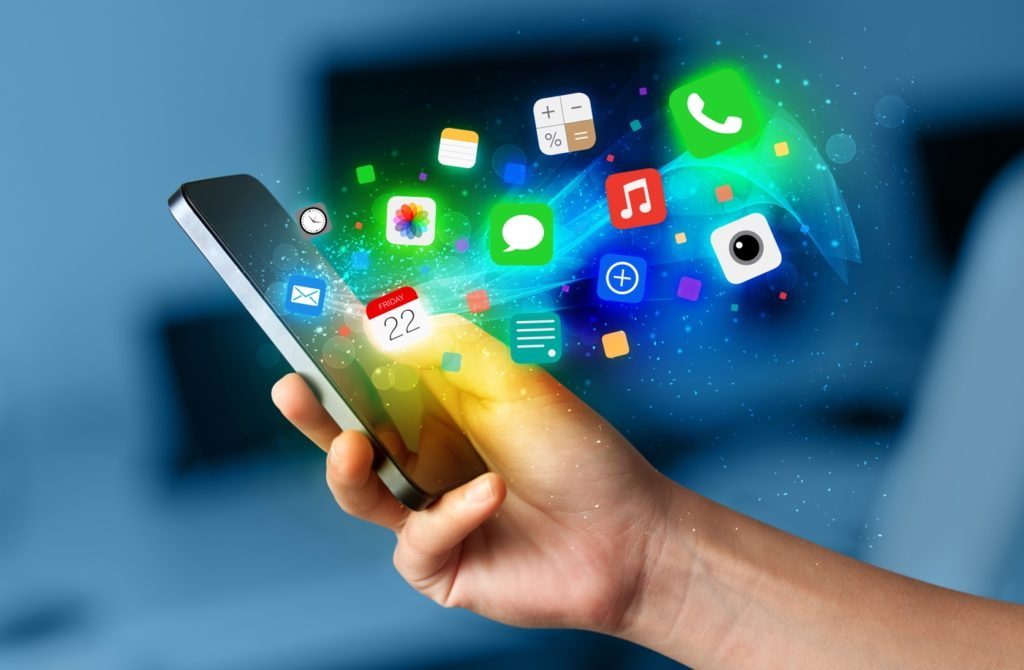 + −
% =
FRIDAY
22